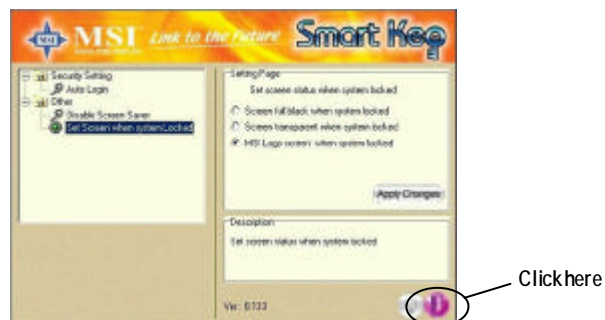 MSI Link to the Future Smart Key
Security Setting
Auto Login
Other
Disable Screen Saver
Set Screen when system Locked
Setting Page
Set screen status when system locked
Screen full black when system locked
Screen transparent when system locked
MSI Logo screen when system locked
Apply Changes
Description
Set screen status when system locked
Click here